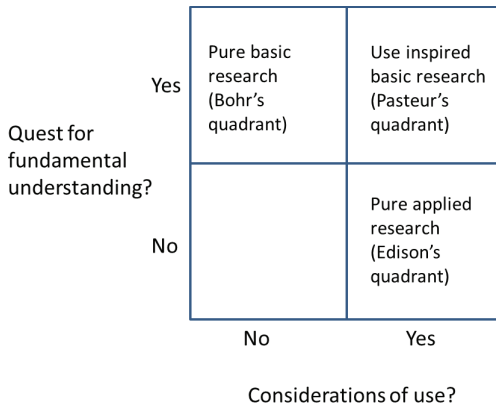 Pure basic
research
(Bohr's
quadrant)
Use inspired
basic research
(Pasteur's
quadrant)
Yes
Quest for
fundamental
understanding?
Pure applied
research
(Edison's
quadrant)
No
No
Yes
Considerations of use?